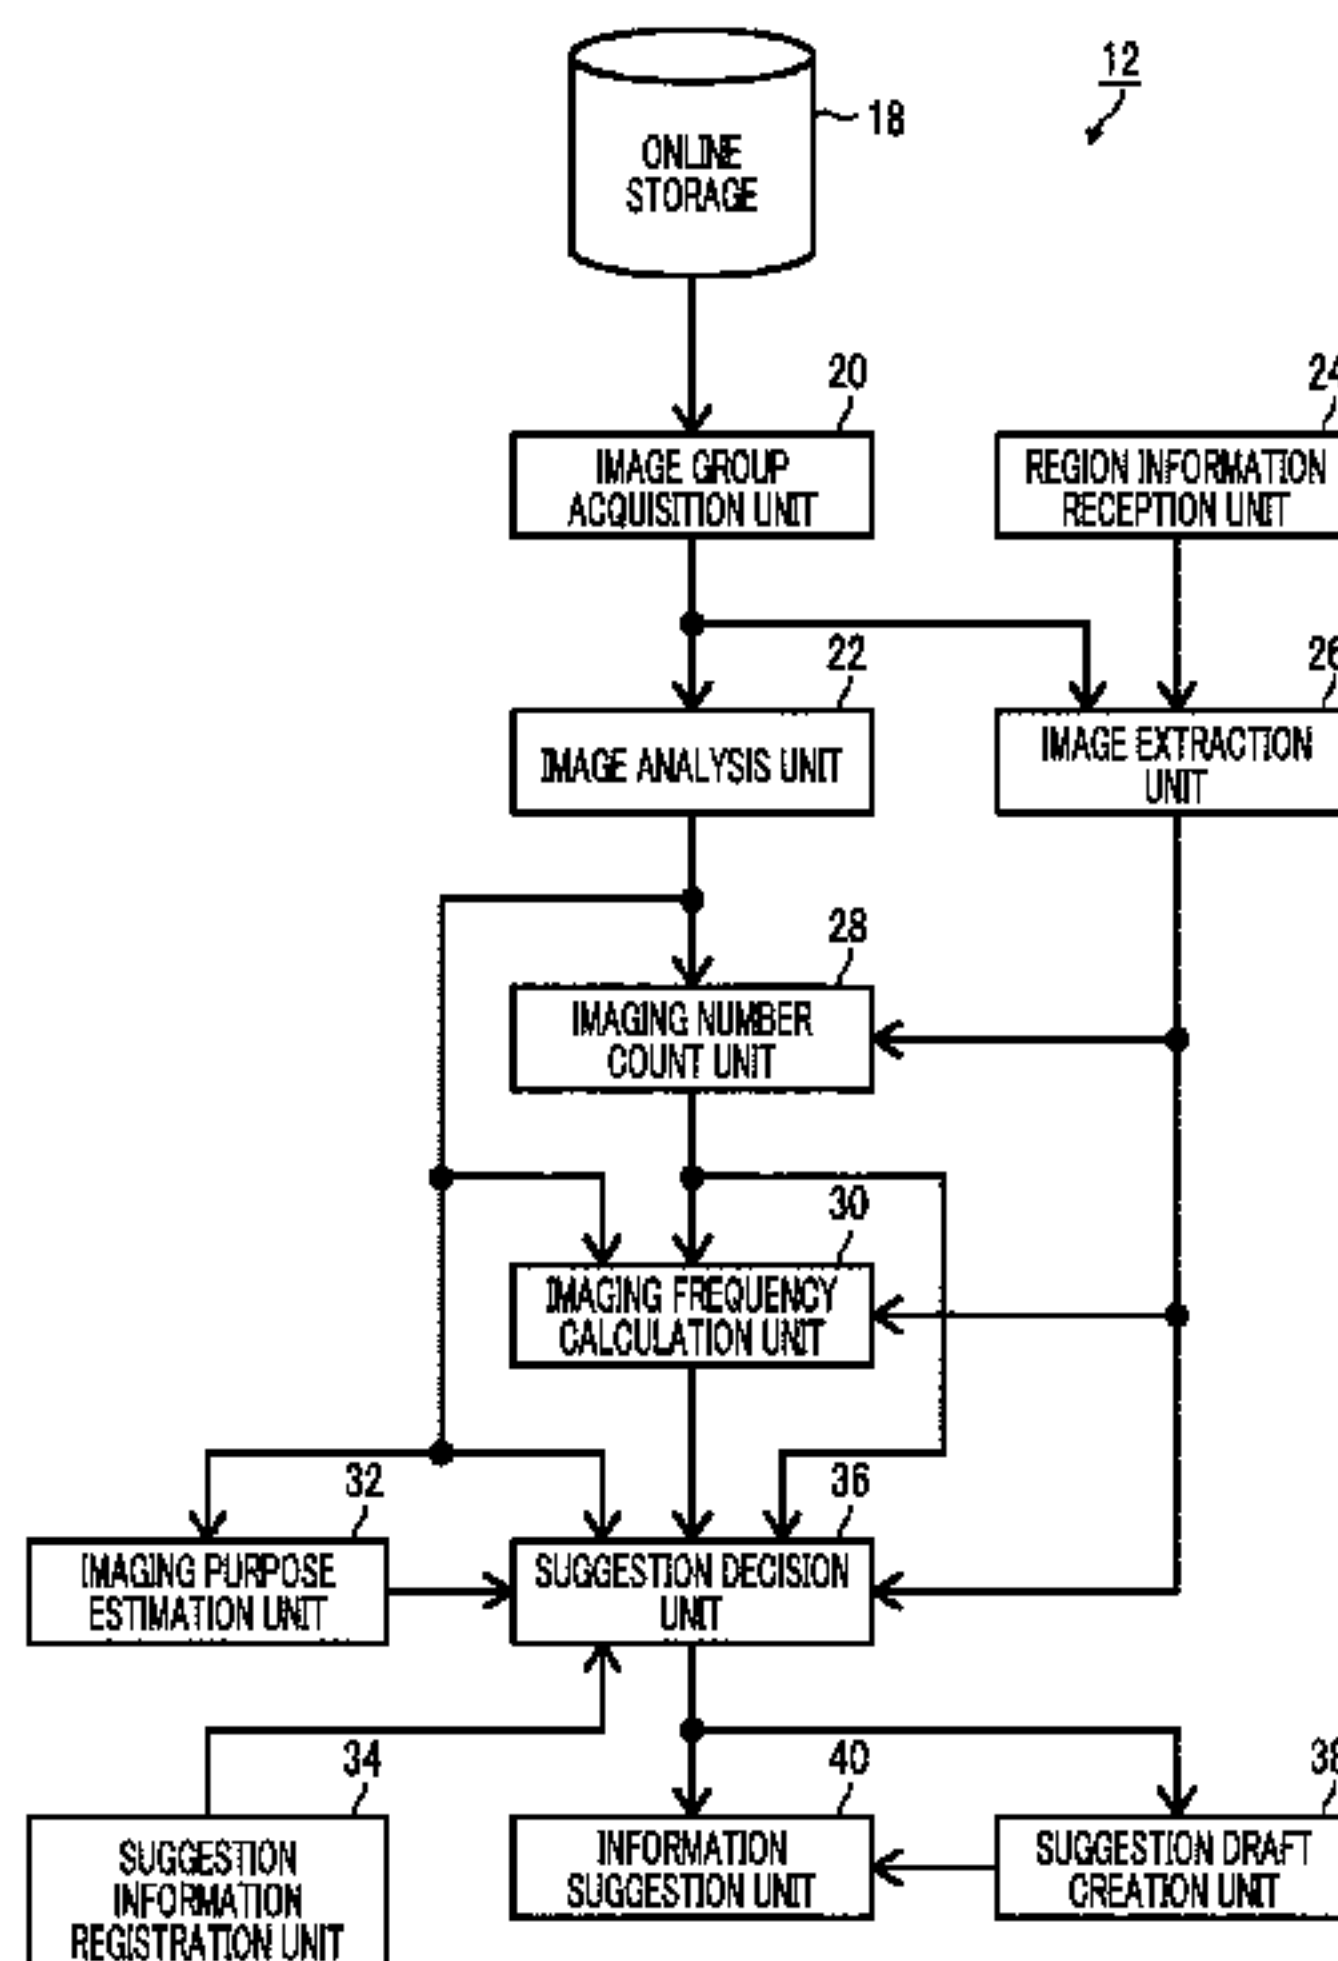 12
18
ONLINE
STORAGE
20
IMAGE GROUP
ACQUISITION UNIT
24
REGION INFORMATION
RECEPTION UNIT
22
IMAGE ANALYSIS UNIT
26
IMAGE EXTRACTION
UNIT
28
IMAGING NUMBER
COUNT UNIT
30
IMAGING FREQUENCY
CALCULATION UNIT
32
IMAGING PURPOSE
ESTIMATION UNIT
36
SUGGESTION DECISION
UNIT
34
SUGGESTION
INFORMATION
REGISTRATION UNIT
40
INFORMATION
SUGGESTION UNIT
38
SUGGESTION DRAFT
CREATION UNIT